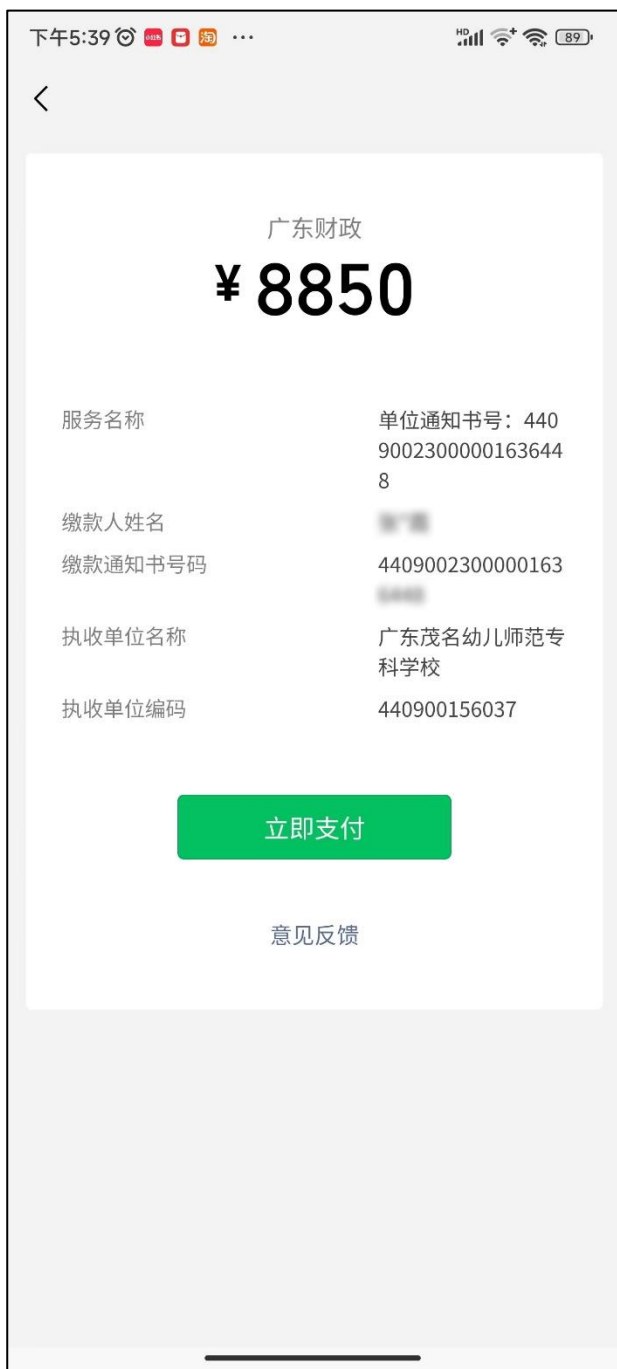 下午5:39
HD
89
广东财政
¥8850
服务名称
单位通知书号：440
9002300000163644
8
缴款人姓名
缴款通知书号码
4409002300000163
执收单位名称
广东茂名幼儿师范专
科学校
执收单位编码
440900156037
立即支付
意见反馈